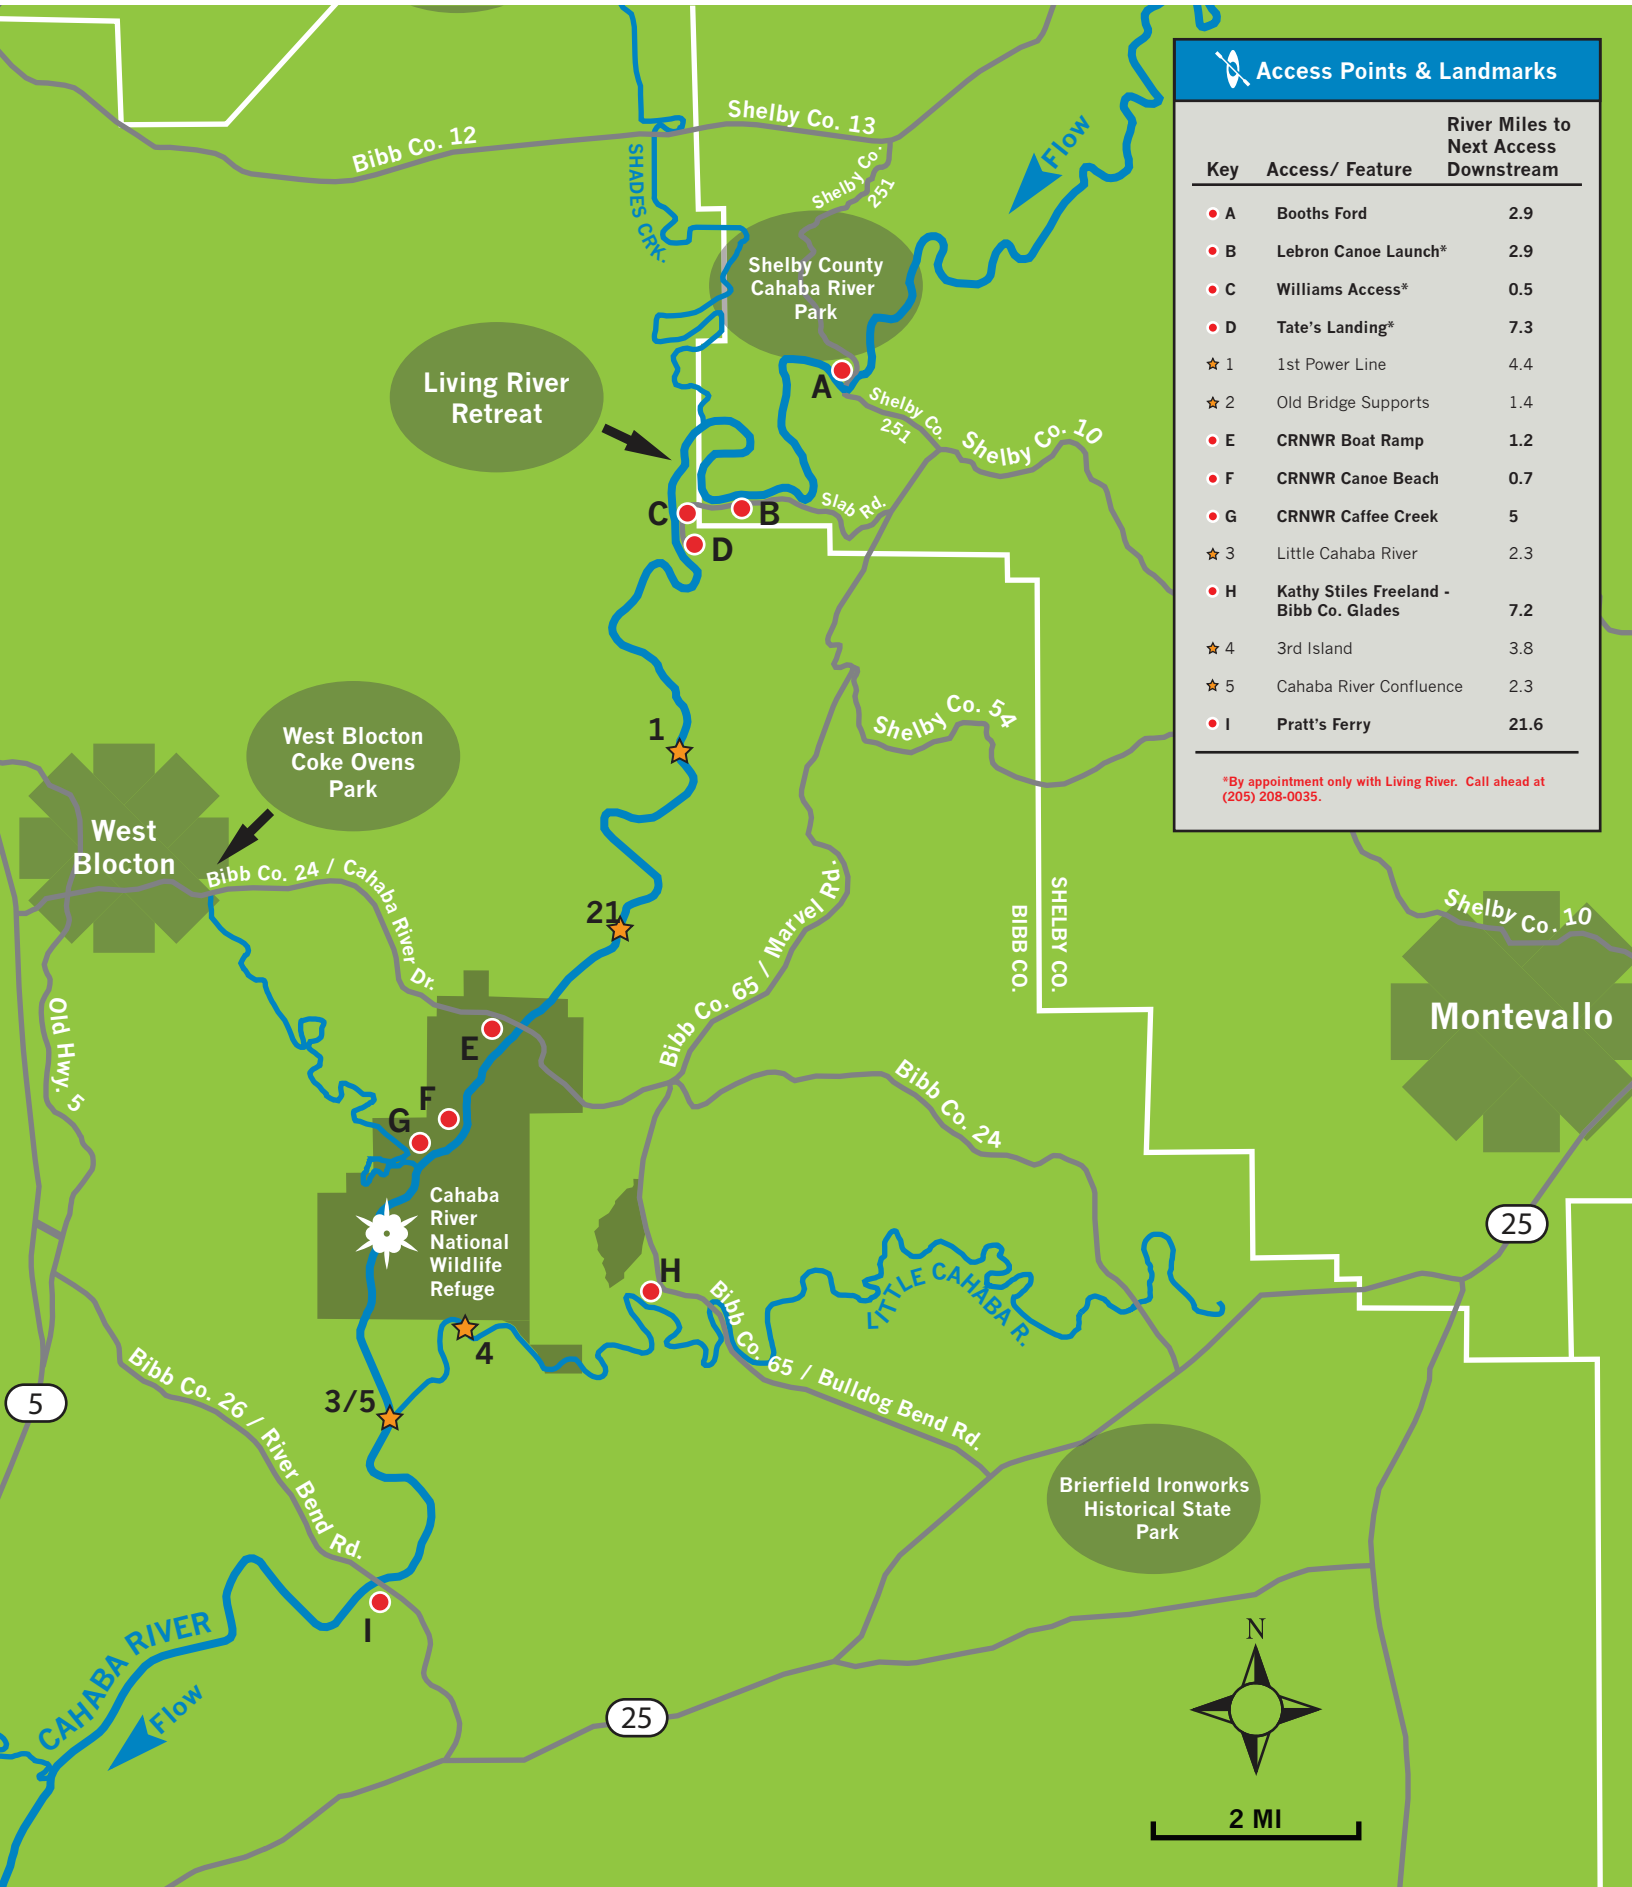 Access Points & Landmarks
Key Access/ Feature River Miles to
Next Access
Downstream
A Booths Ford 2.9
B Lebron Canoe Launch* 2.9
C Williams Access* 0.5
D Tate's Landing* 7.3
1 1st Power Line 4.4
2 Old Bridge Supports 1.4
E CRNWR Boat Ramp 1.2
F CRNWR Canoe Beach 0.7
G CRNWR Caffee Creek 5
3 Little Cahaba River 2.3
H Kathy Stiles Freeland -
Bibb Co. Glades 7.2
4 3rd Island 3.8
5 Cahaba River Confluence 2.3
I Pratt's Ferry 21.6
*By appointment only with Living River. Call ahead at
(205) 208-0035.
Bibb Co. 12
Shelby Co. 13
Flow
SHADES CRK.
Shelby Co.
251
Shelby County
Cahaba River
Park
Living River
Retreat
A
Shelby Co.
251
Shelby Co. 10
Slab Rd.
C
B
D
1
Shelby Co. 54
West Blocton
Coke Ovens
Park
West
Blocton
Bibb Co. 24 / Cahaba River Dr.
21
Bibb Co. 65 / Marvel Rd.
BIBB CO.
SHELBY CO.
Shelby Co. 10
Montevallo
Old Hwy. 5
E
F
G
Bibb Co. 24
Cahaba
River
National
Wildlife
Refuge
25
H
LITTLE CAHABA R.
4
Bibb Co. 65 / Bulldog Bend Rd.
5
3/5
Bibb Co. 26 / River Bend Rd.
Brierfield Ironworks
Historical State
Park
I
CAHABA RIVER
Flow
25
N
2 MI